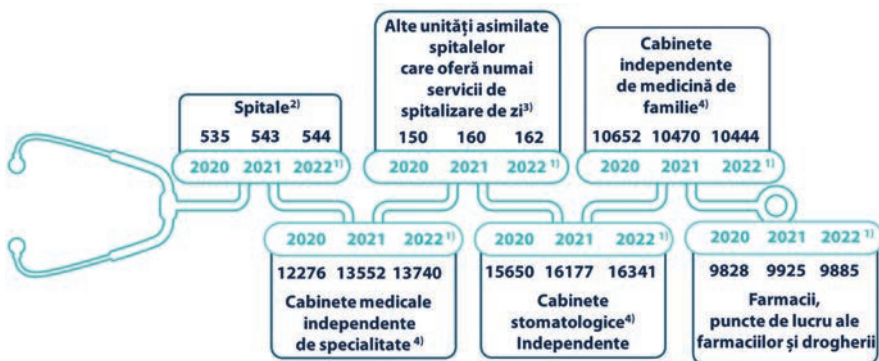 Spitale²⁾
535 543 544
2020 2021 2022¹⁾
Alte unități asimilate
spitalelor
care oferă numai
servicii de
spitalizare de zi³⁾
150 160 162
2020 2021 2022¹⁾
Cabinete
independente
de medicină de
familie⁴⁾
10652 10470 10444
2020 2021 2022¹⁾
2020 2021 2022¹⁾
12276 13552 13740
Cabinete medicale
independente
de specialitate⁴⁾
2020 2021 2022¹⁾
15650 16177 16341
Cabinete
stomatologice⁴⁾
Independente
2020 2021 2022¹⁾
9828 9925 9885
Farmacii,
puncte de lucru ale
farmaciilor și drogherii